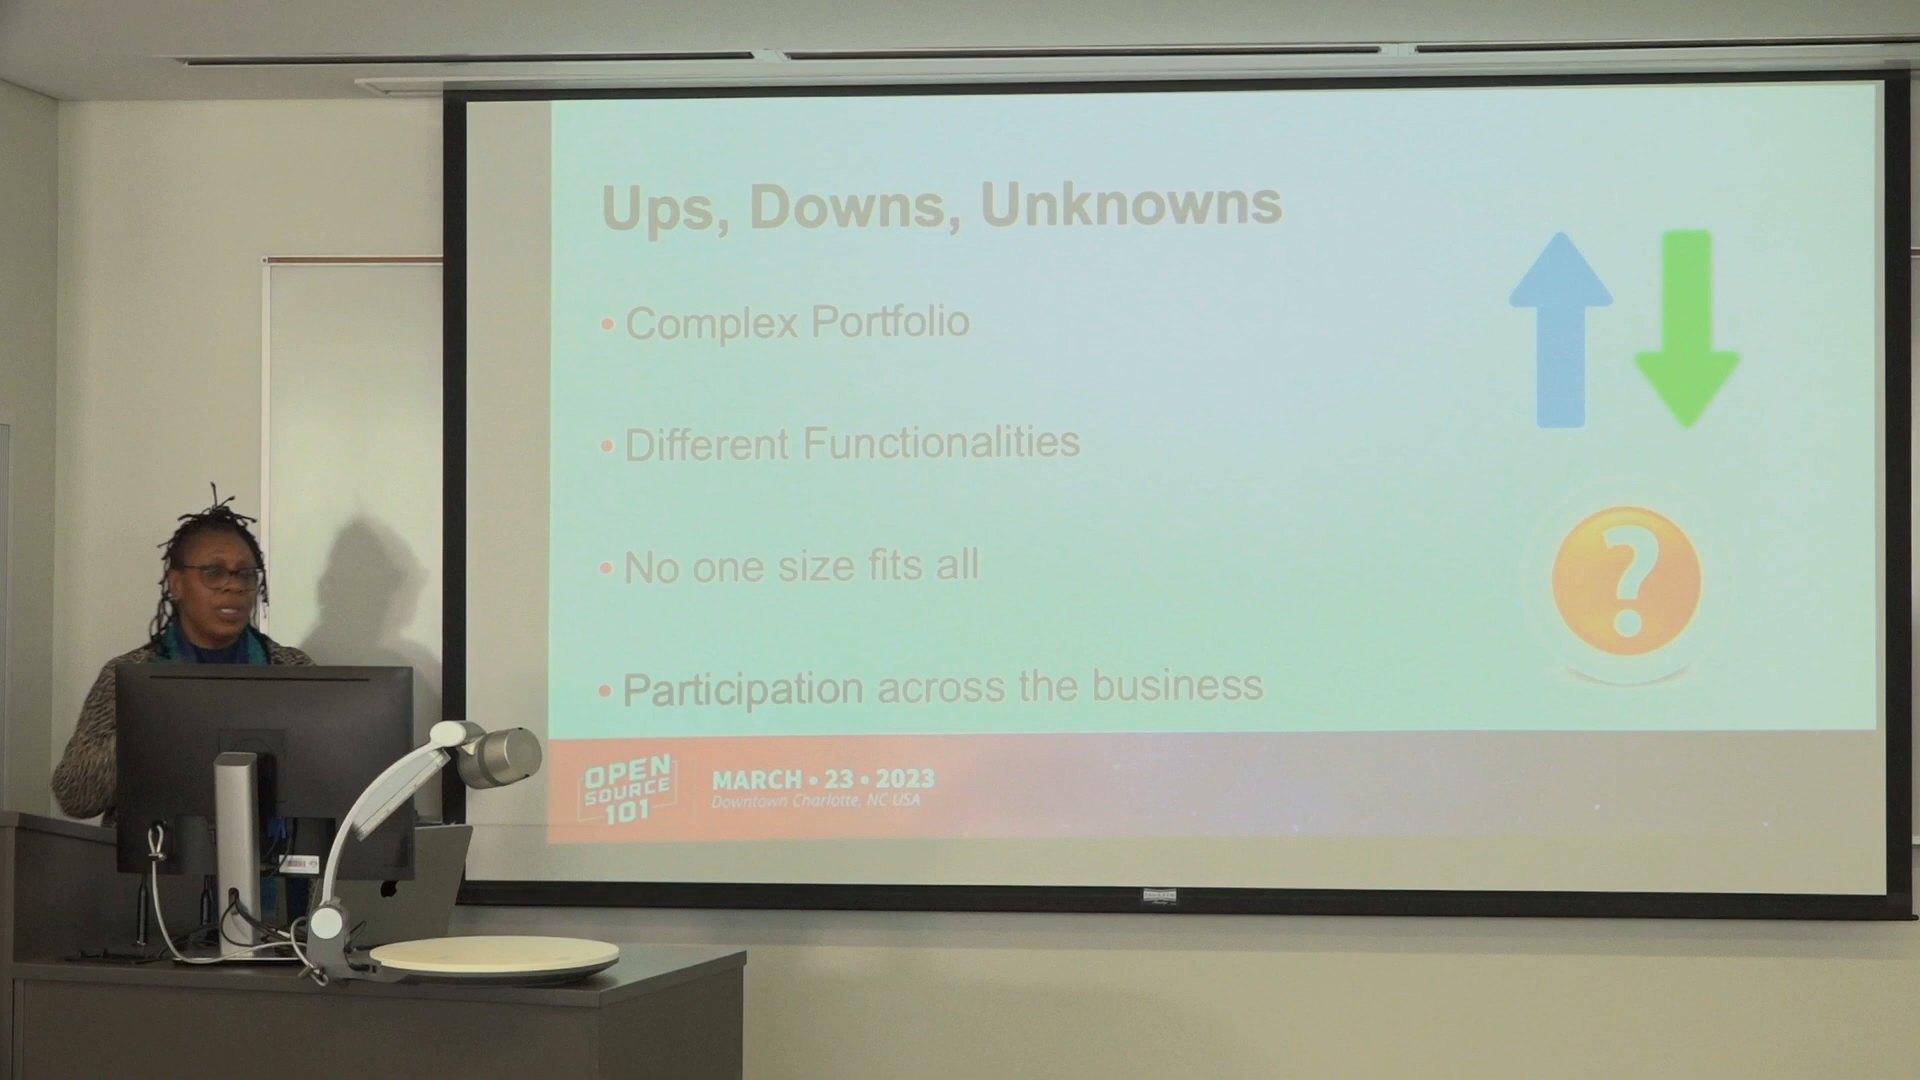 Ups, Downs, Unknowns
• Complex Portfolio
• Different Functionalities
• No one size fits all
• Participation across the business
?
OPEN
SOURCE
101
MARCH • 23 • 2023
Downtown Charlotte, NC USA